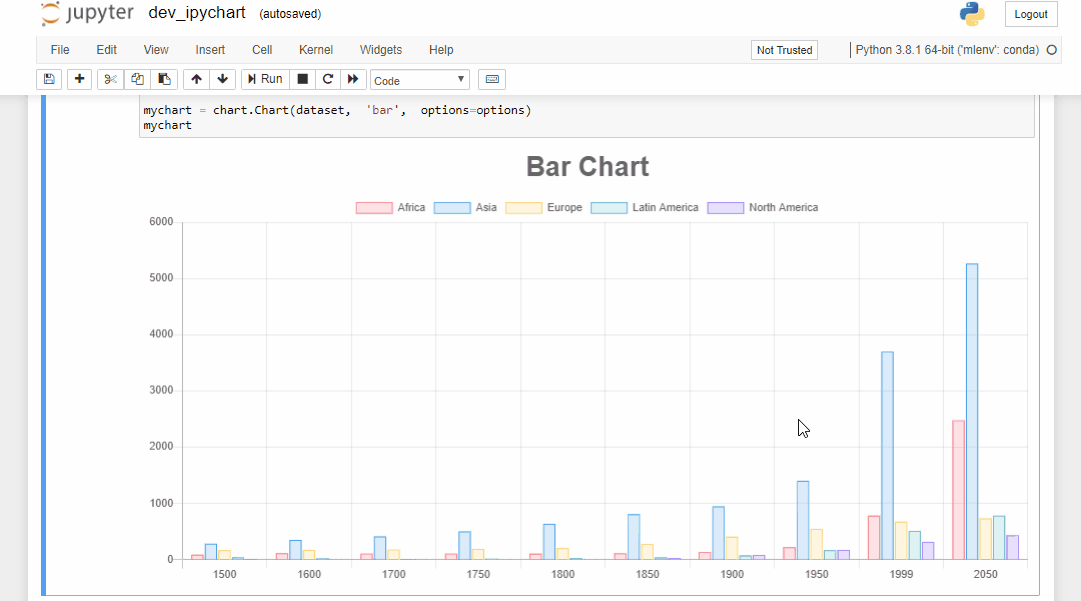 jupyter dev_ipychart (autosaved) Logout
File Edit View Insert Cell Kernel Widgets Help Not Trusted Python 3.8.1 64-bit ('mlenv': conda)
Run Code
mychart = chart.Chart(dataset, 'bar', options=options)
mychart
Bar Chart
Africa Asia Europe Latin America North America
6000
5000
4000
3000
2000
1000
0
1500 1600 1700 1750 1800 1850 1900 1950 1999 2050